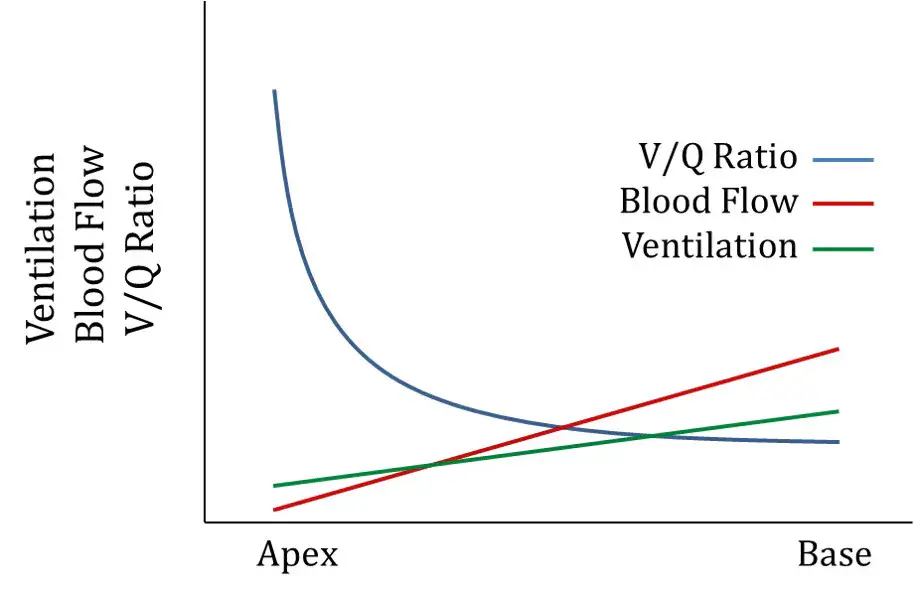 Ventilation
Blood Flow
V/Q Ratio
V/Q Ratio
Blood Flow
Ventilation
Apex
Base